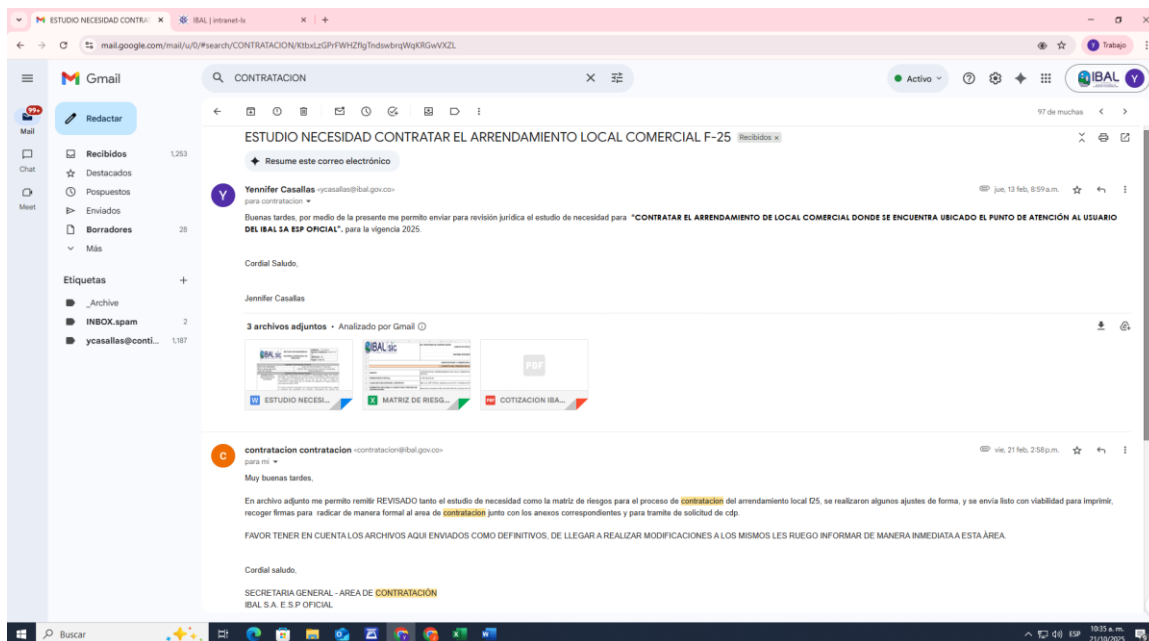 ESTUDIO NECESIDAD CONTRA
IBAL | intranet-ix
mail.google.com/mail/u/0/#search/CONTRATACION/KtbxLzGPrFWHZflgTndswbrqWqKRGwVXZL
Trabajo
Gmail
CONTRATACION
Activo
IBAL
Y
99+
Mail
Chat
Meet
Redactar
Recibidos 1,253
Destacados
Pospuestos
Enviados
Borradores 28
Más
Etiquetas
_Archive
INBOX.spam 2
ycasallas@conti... 1,187
97 de muchas
ESTUDIO NECESIDAD CONTRATAR EL ARRENDAMIENTO LOCAL COMERCIAL F-25 Recibidos x
Resume este correo electrónico
Y
Yennifer Casallas <ycasallas@ibal.gov.co> jue, 13 feb, 8:59 a.m.
para contratacion
Buenas tardes, por medio de la presente me permito enviar para revisión jurídica el estudio de necesidad para "CONTRATAR EL ARRENDAMIENTO DE LOCAL COMERCIAL DONDE SE ENCUENTRA UBICADO EL PUNTO DE ATENCIÓN AL USUARIO
DEL IBAL SA ESP OFICIAL". para la vigencia 2025.
Cordial Saludo,
Jennifer Casallas
3 archivos adjuntos • Analizado por Gmail
IBAL sic
IBAL sic
PDF
W ESTUDIO NECESI...
X MATRIZ DE RIESG...
PDF COTIZACION IBA...
C
contratacion contratacion <contratacion@ibal.gov.co> vie, 21 feb, 2:58 p.m.
para mí
Muy buenas tardes,
En archivo adjunto me permito remitir REVISADO tanto el estudio de necesidad como la matriz de riesgos para el proceso de contratacion del arrendamiento local f25, se realizaron algunos ajustes de forma, y se envía listo con viabilidad para imprimir,
recoger firmas para radicar de manera formal al area de contratacion junto con los anexos correspondientes y para tramite de solicitud de cdp.
FAVOR TENER EN CUENTA LOS ARCHIVOS AQUI ENVIADOS COMO DEFINITIVOS, DE LLEGAR A REALIZAR MODIFICACIONES A LOS MISMOS LES RUEGO INFORMAR DE MANERA INMEDIATA A ESTA ÀREA.
Cordial saludo,
SECRETARIA GENERAL - AREA DE CONTRATACIÓN
IBAL S.A. E.S.P OFICIAL
Buscar
ESP
10:35 a. m.
21/10/2025